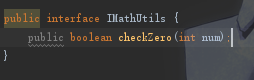 public interface IMathUtils {
    public boolean checkZero(int num);
}